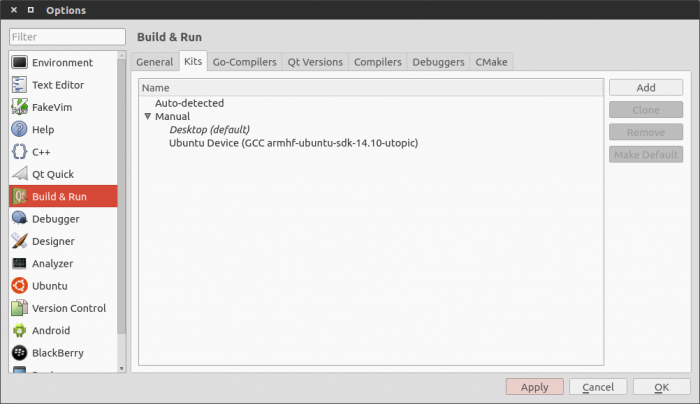 Options
Filter
Environment
Text Editor
FakeVim
Help
C++
Qt Quick
Build & Run
Debugger
Designer
Analyzer
Ubuntu
Version Control
Android
BlackBerry
Build & Run
General Kits Go-Compilers Qt Versions Compilers Debuggers CMake
Name
Auto-detected
Manual
Desktop (default)
Ubuntu Device (GCC armhf-ubuntu-sdk-14.10-utopic)
Add
Clone
Remove
Make Default
Apply Cancel OK